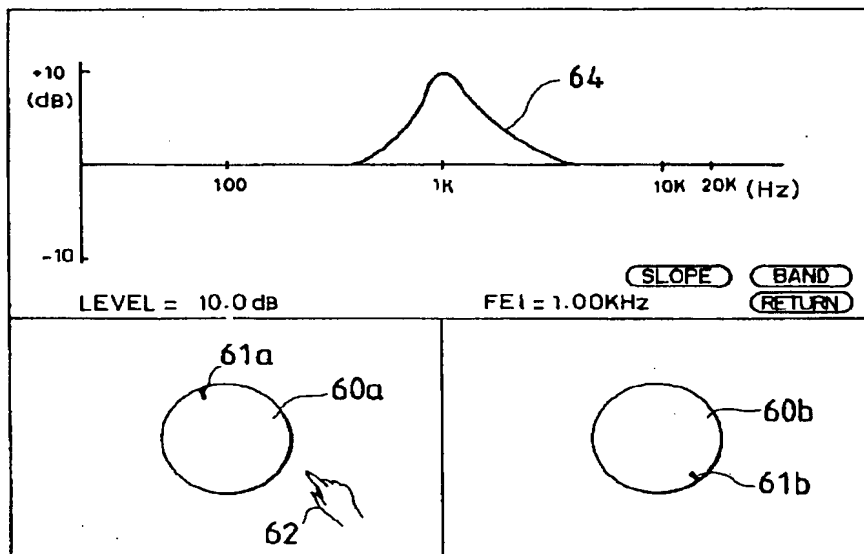 +10
(dB)
64
100
1K
10K
20K
(Hz)
-10
SLOPE
BAND
LEVEL = 10.0 dB
FE1 = 1.00KHz
RETURN
61a
60a
60b
61b
62